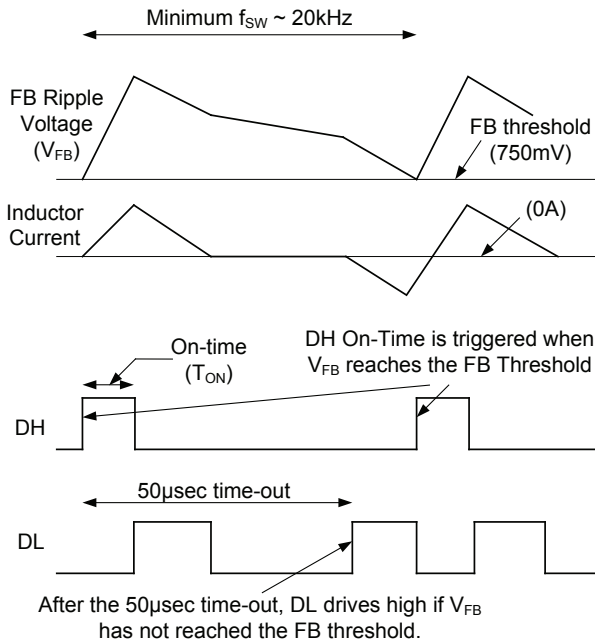 Minimum fSW ~ 20kHz
FB Ripple
Voltage
(VFB)
FB threshold
(750mV)
Inductor
Current
(0A)
On-time
(TON)
DH On-Time is triggered when
VFB reaches the FB Threshold
DH
50µsec time-out
DL
After the 50µsec time-out, DL drives high if VFB
has not reached the FB threshold.